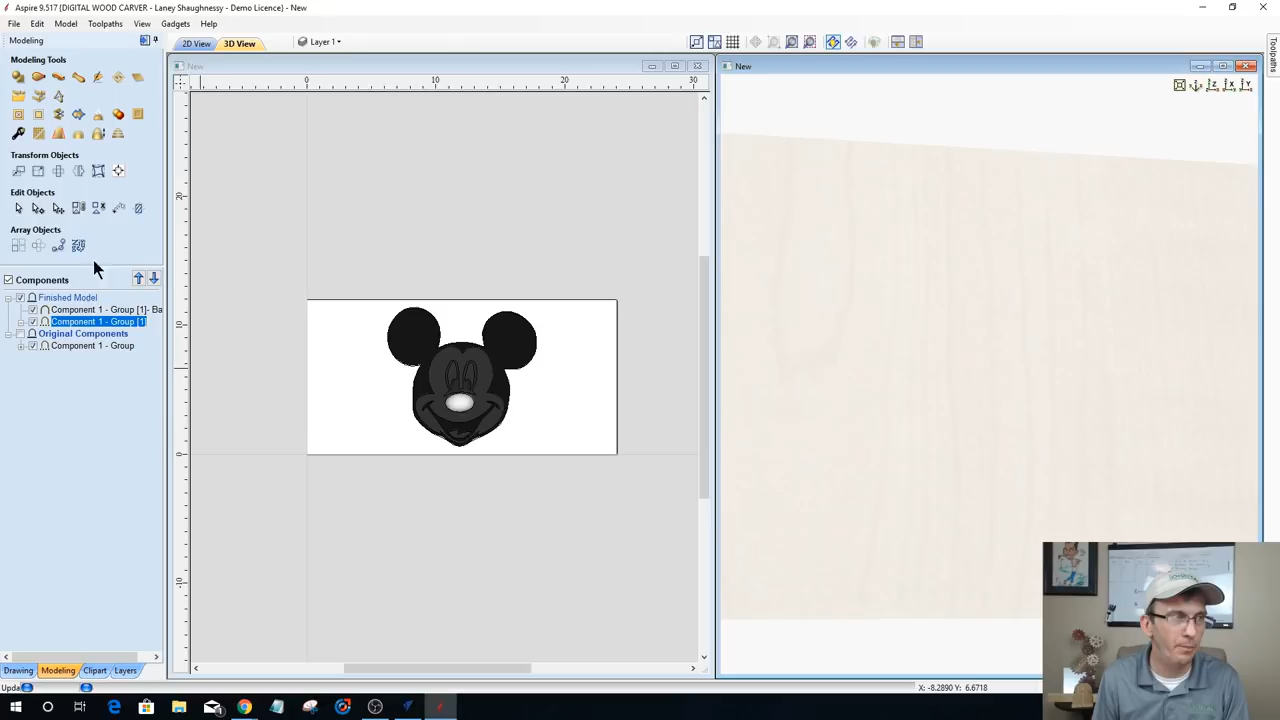 Aspire 9.517 (DIGITAL WOOD CARVER - Laney Shaughnessy - Demo Licence) - New
File Edit Model Toolpaths View Gadgets Help
Modeling
2D View 3D View Layer 1
Toolpaths
Modeling Tools
New
New
0 10 20 30
Transform Objects
Edit Objects
20
Array Objects
Components
Finished Model
Component 1 - Group [1]- Ba
Component 1 - Group [1]
10
Original Components
Component 1 - Group
0
-10
Drawing Modeling Clipart Layers
Upda
X: -8.2890 Y: 6.6718